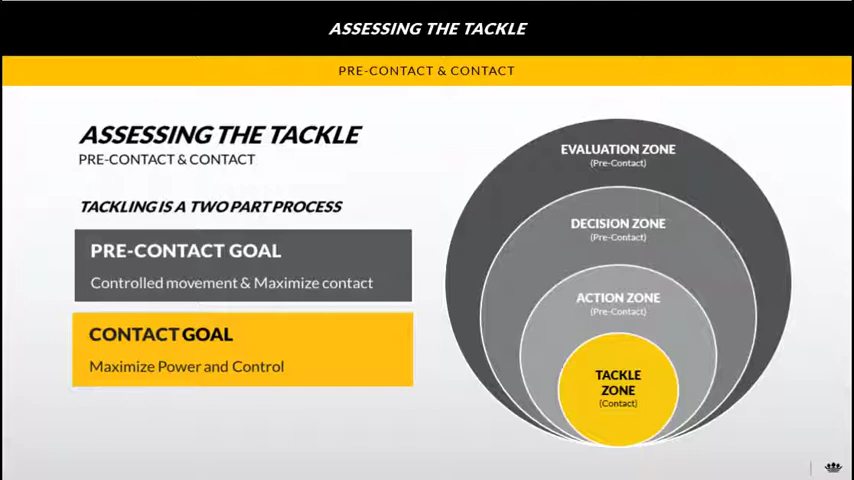 ASSESSING THE TACKLE
PRE-CONTACT & CONTACT
ASSESSING THE TACKLE
PRE-CONTACT & CONTACT
TACKLING IS A TWO PART PROCESS
PRE-CONTACT GOAL
Controlled movement & Maximize contact
CONTACT GOAL
Maximize Power and Control
EVALUATION ZONE
(Pre-Contact)
DECISION ZONE
(Pre-Contact)
ACTION ZONE
(Pre-Contact)
TACKLE
ZONE
(Contact)